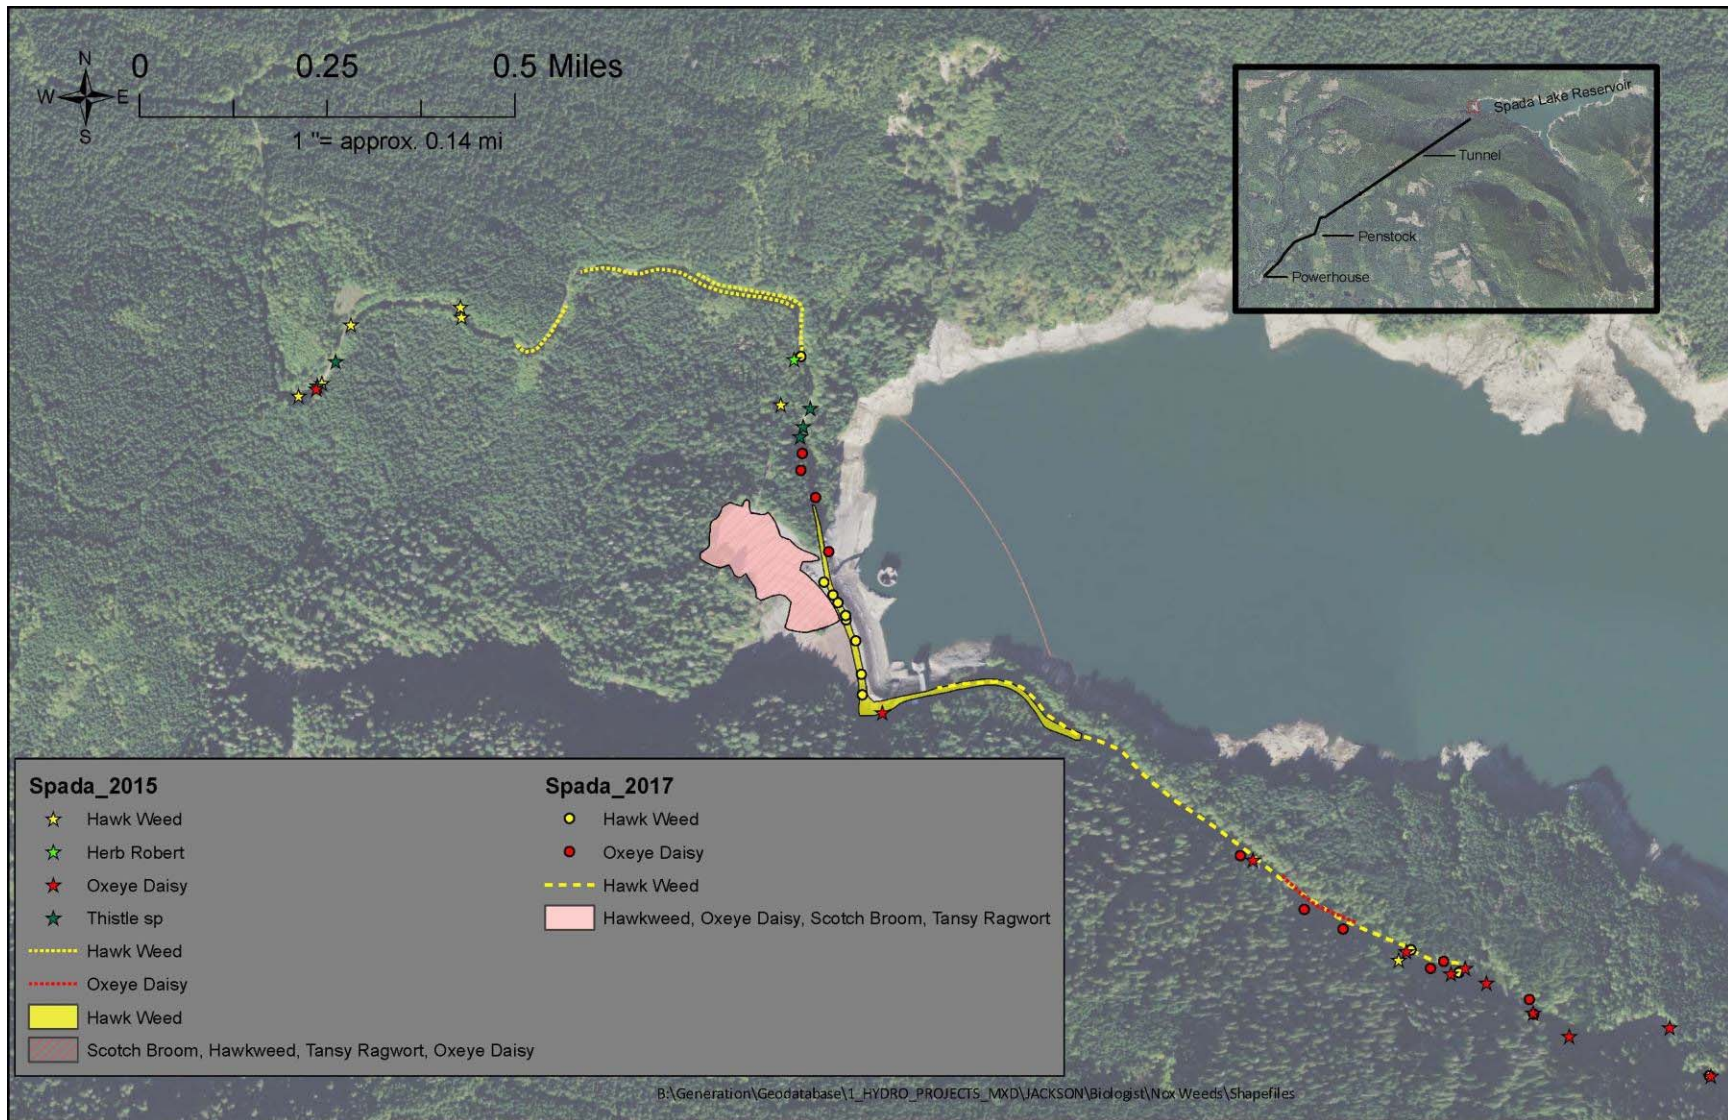 N
W E
S
0 0.25 0.5 Miles
1 "= approx. 0.14 mi
Spada Lake Reservoir
Tunnel
Penstock
Powerhouse
Spada_2015
Hawk Weed
Herb Robert
Oxeye Daisy
Thistle sp
Hawk Weed
Oxeye Daisy
Hawk Weed
Scotch Broom, Hawkweed, Tansy Ragwort, Oxeye Daisy
Spada_2017
Hawk Weed
Oxeye Daisy
Hawk Weed
Hawkweed, Oxeye Daisy, Scotch Broom, Tansy Ragwort
B:\Generation\Geodatabase\1_HYDRO_PROJECTS_MXD\JACKSON\Biologist\Nox Weeds\Shapefiles